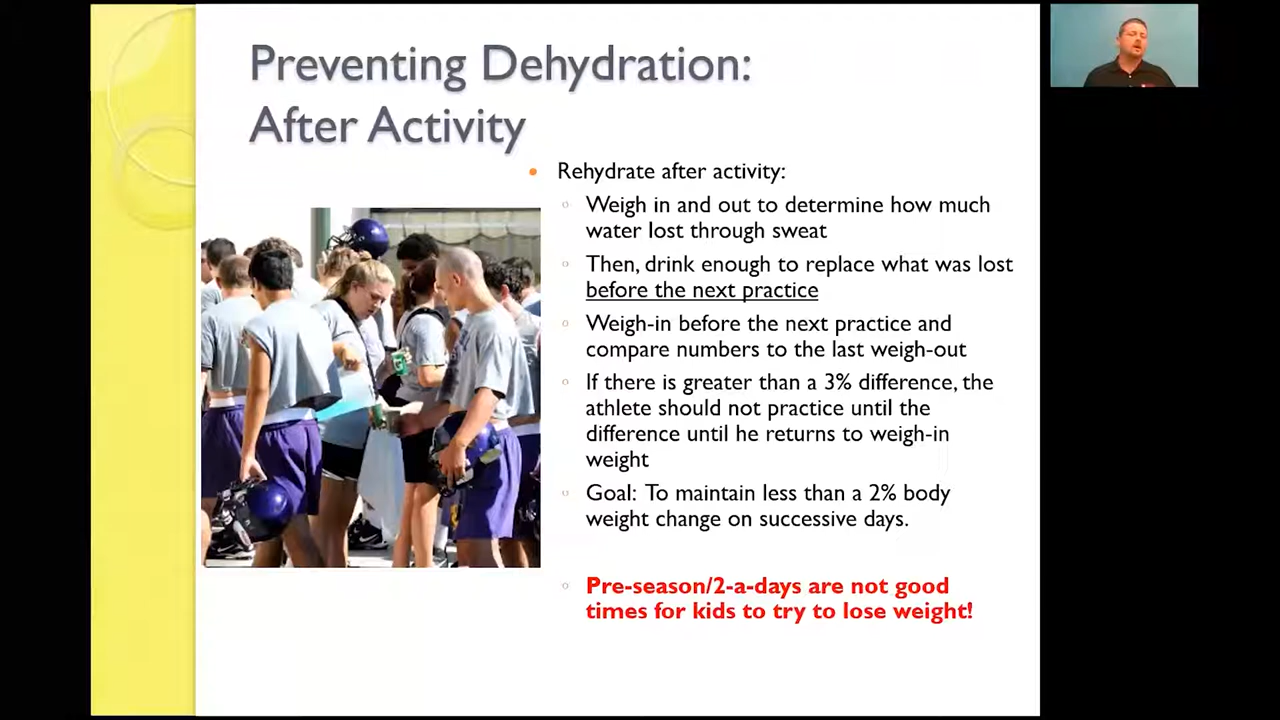 Preventing Dehydration:
After Activity
Rehydrate after activity:
Weigh in and out to determine how much
water lost through sweat
Then, drink enough to replace what was lost
before the next practice
Weigh-in before the next practice and
compare numbers to the last weigh-out
If there is greater than a 3% difference, the
athlete should not practice until the
difference until he returns to weigh-in
weight
Goal: To maintain less than a 2% body
weight change on successive days.
Pre-season/2-a-days are not good
times for kids to try to lose weight!